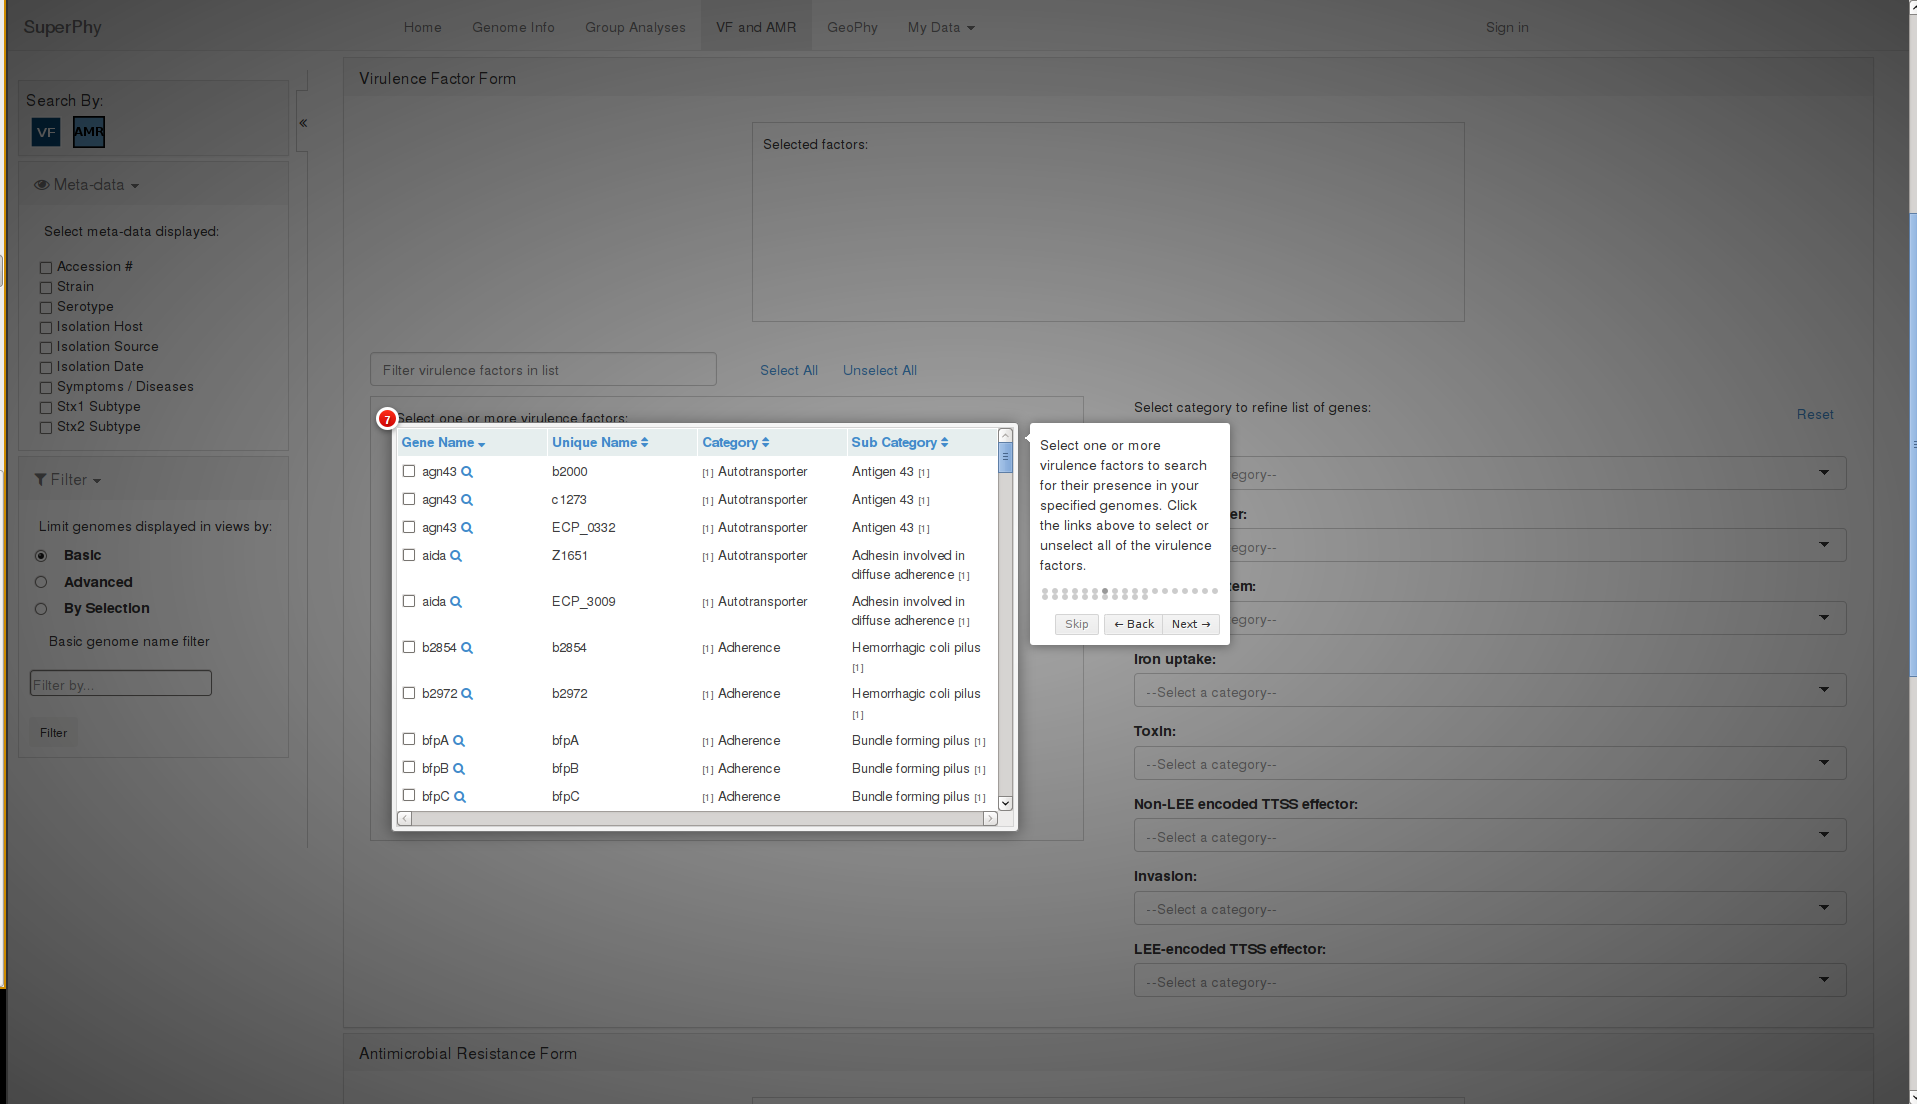 SuperPhy
Home
Genome Info
Group Analyses
VF and AMR
GeoPhy
My Data
Sign in
Search By:
VF
AMR
«
Meta-data
Select meta-data displayed:
Accession #
Strain
Serotype
Isolation Host
Isolation Source
Isolation Date
Symptoms / Diseases
Stx1 Subtype
Stx2 Subtype
Filter
Limit genomes displayed in views by:
Basic
Advanced
By Selection
Basic genome name filter
Filter by...
Filter
Virulence Factor Form
Selected factors:
Filter virulence factors in list
Select All
Unselect All
7
Select one or more virulence factors:
Gene Name Unique Name Category Sub Category
agn43 b2000 [1] Autotransporter Antigen 43 [1]
agn43 c1273 [1] Autotransporter Antigen 43 [1]
agn43 ECP_0332 [1] Autotransporter Antigen 43 [1]
aida Z1651 [1] Autotransporter Adhesin involved in
diffuse adherence [1]
aida ECP_3009 [1] Autotransporter Adhesin involved in
diffuse adherence [1]
b2854 b2854 [1] Adherence Hemorrhagic coli pilus
[1]
b2972 b2972 [1] Adherence Hemorrhagic coli pilus
[1]
bfpA bfpA [1] Adherence Bundle forming pilus [1]
bfpB bfpB [1] Adherence Bundle forming pilus [1]
bfpC bfpC [1] Adherence Bundle forming pilus [1]
Select one or more
virulence factors to search
for their presence in your
specified genomes. Click
the links above to select or
unselect all of the virulence
factors.
Skip
← Back
Next →
Select category to refine list of genes:
Reset
egory--
er:
egory--
tem:
egory--
Iron uptake:
--Select a category--
Toxin:
--Select a category--
Non-LEE encoded TTSS effector:
--Select a category--
Invasion:
--Select a category--
LEE-encoded TTSS effector:
--Select a category--
Antimicrobial Resistance Form